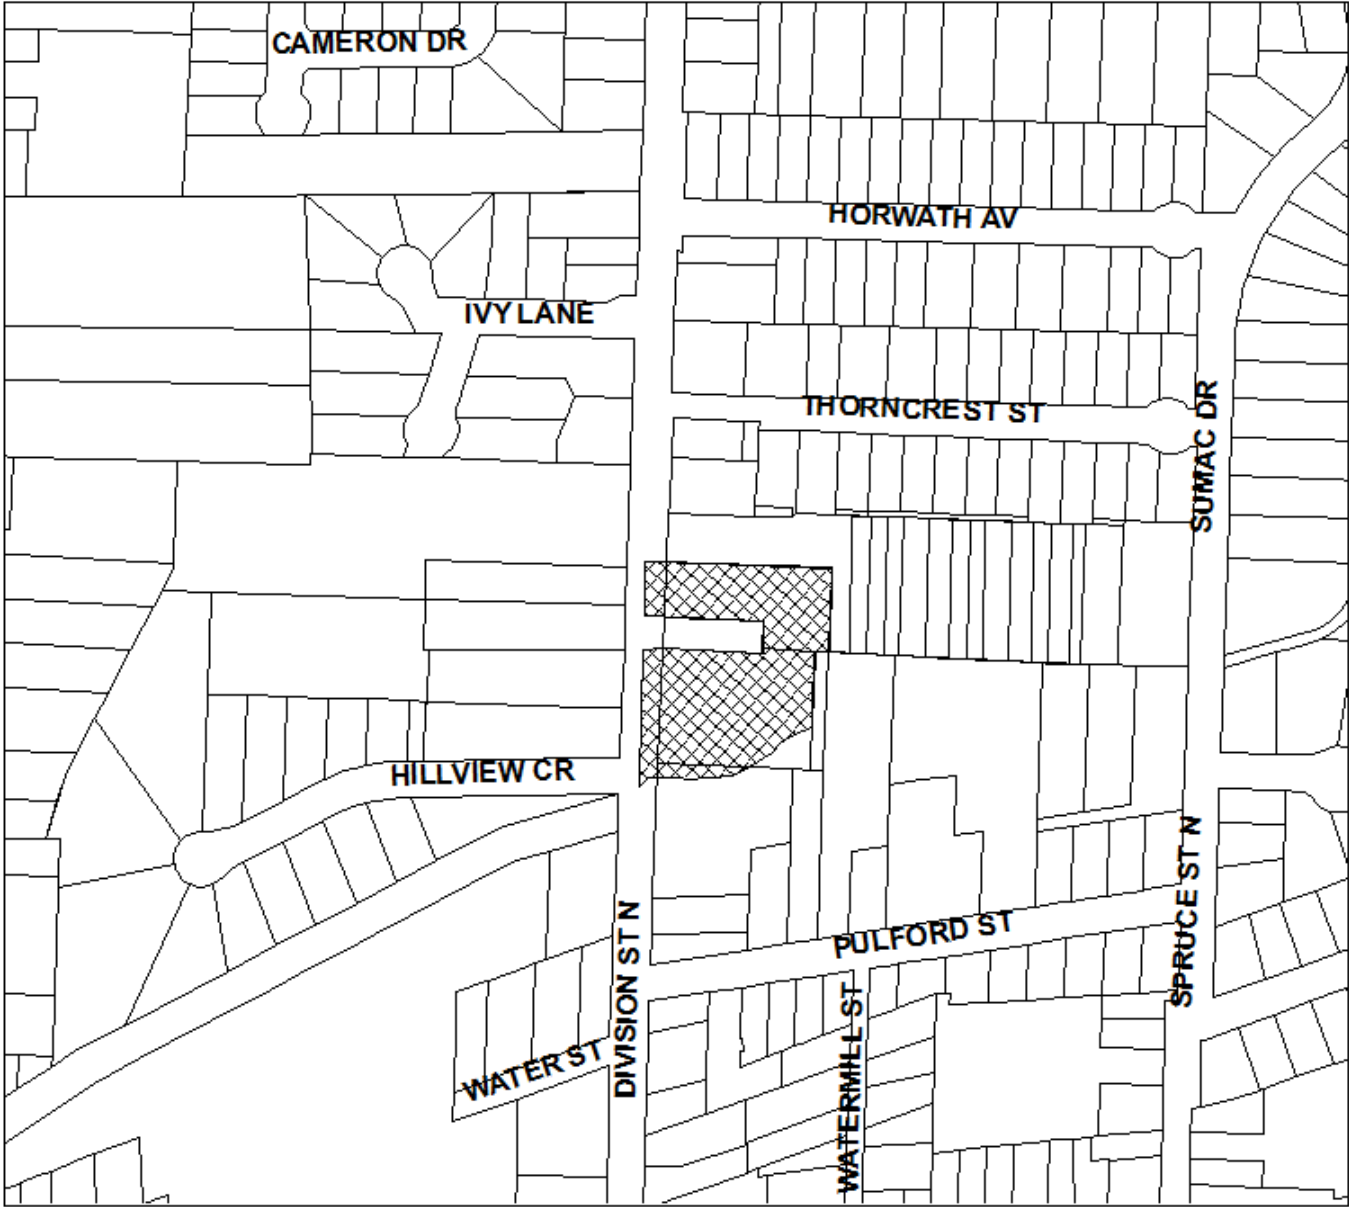 CAMERON DR
HORWATH AV
IVY LANE
THORNCREST ST
SUMAC DR
HILLVIEW CR
SPRUCE ST N
DIVISION ST N
PULFORD ST
WATER ST
WATERMILL ST